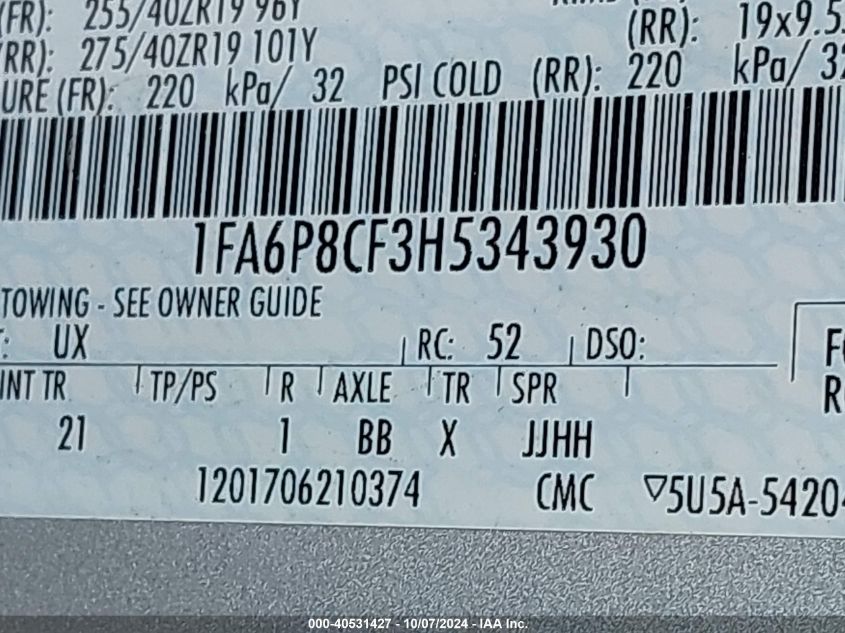 (FR): 255/40ZR19 96Y
(RR): 275/40ZR19 101Y (RR): 19x9.5
URE (FR): 220 kPa/ 32 PSI COLD (RR): 220 kPa/ 32
1FA6P8CF3H5343930
TOWING - SEE OWNER GUIDE
: UX RC: 52 DSO:
INT TR TP/PS R AXLE TR SPR
21 1 BB X JJHH
1201706210374 CMC ▽5U5A-5420
000-40531427 - 10/07/2024 - IAA Inc.